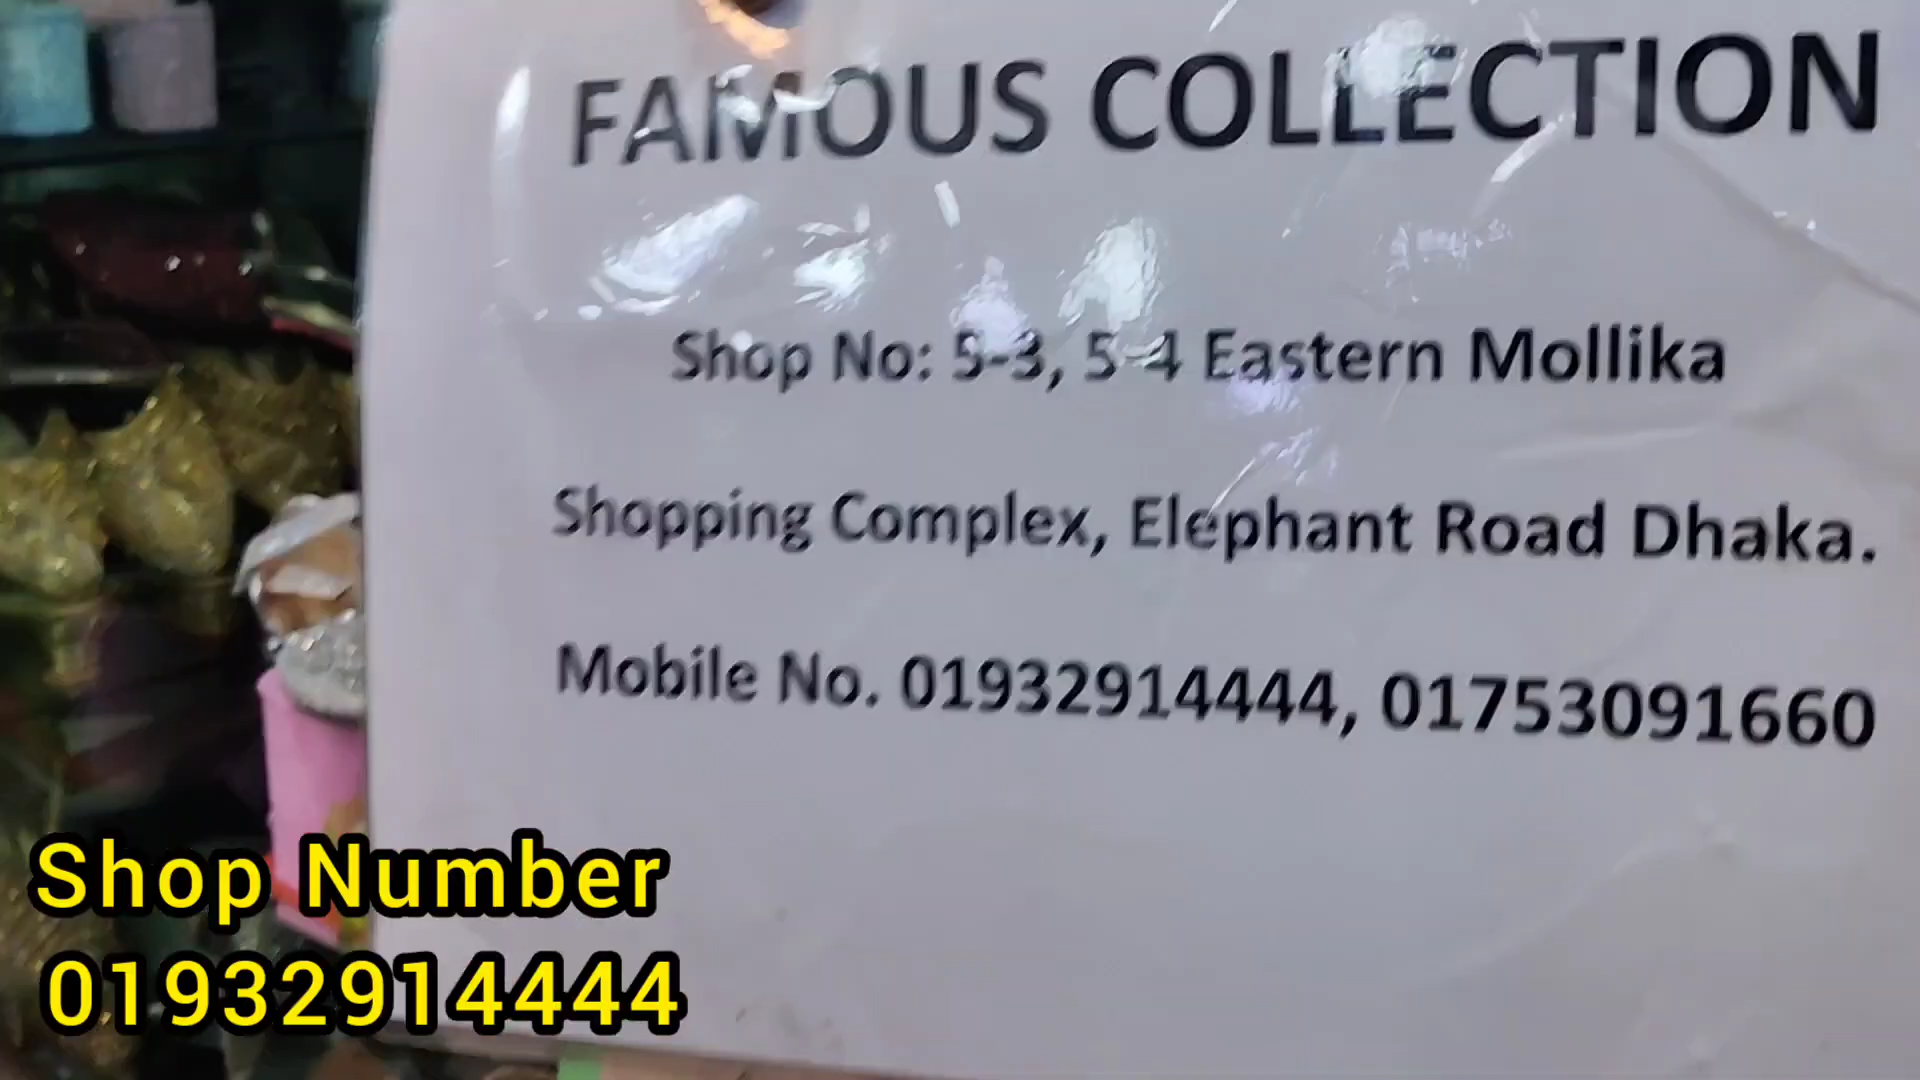 FAMOUS COLLECTION
Shop No: 5-3, 5-4 Eastern Mollika
Shopping Complex, Elephant Road Dhaka.
Mobile No. 01932914444, 01753091660
Shop Number
01932914444